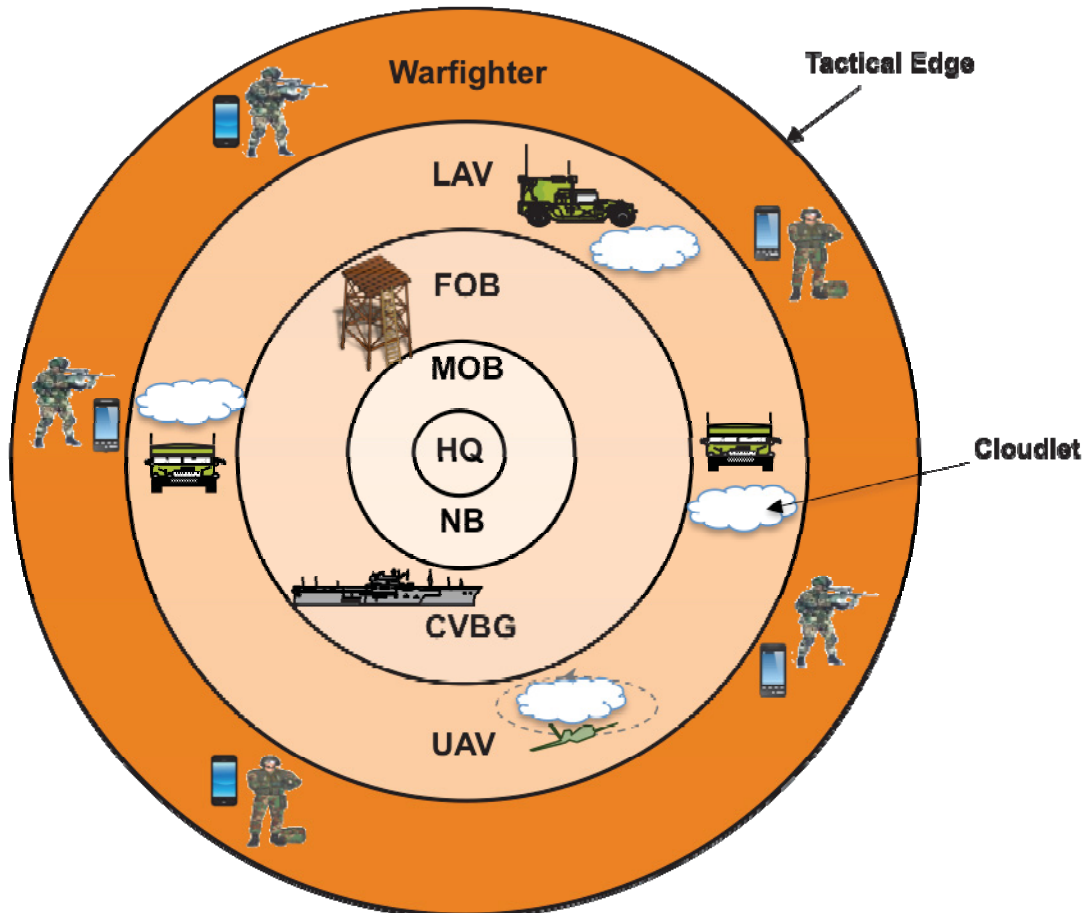 Warfighter
Tactical Edge
LAV
FOB
MOB
HQ
Cloudlet
NB
CVBG
UAV